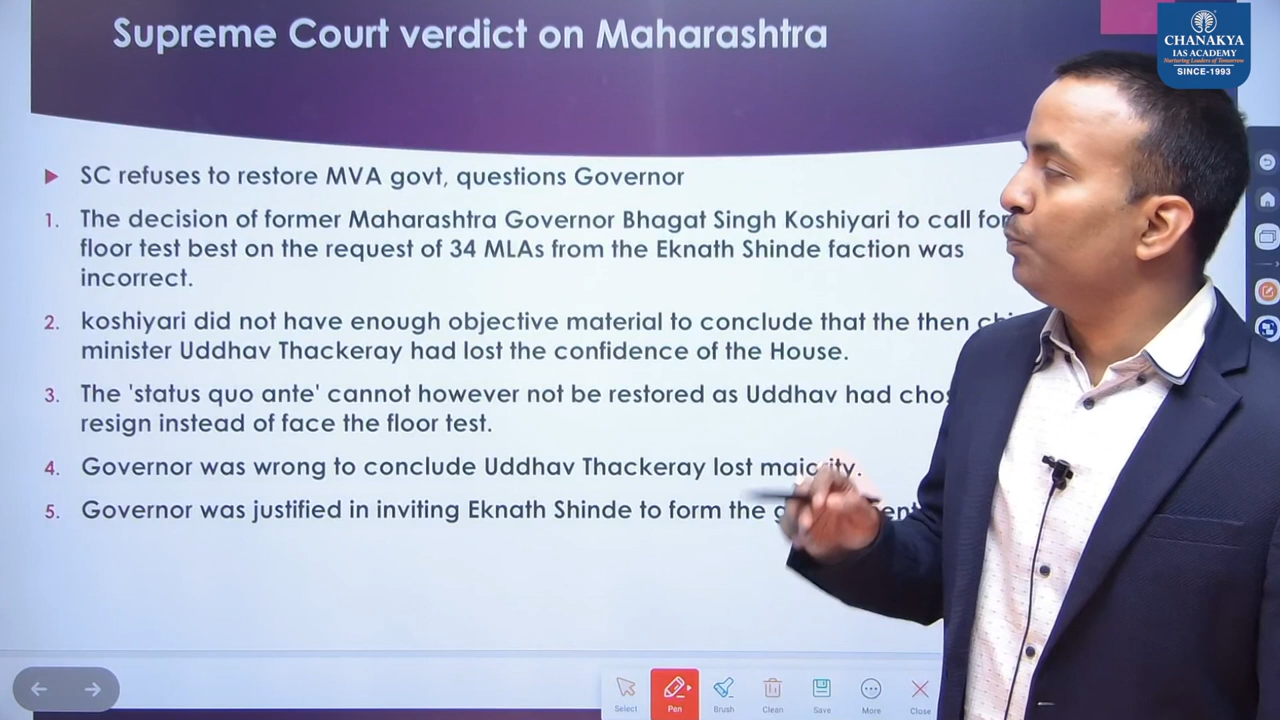 Supreme Court verdict on Maharashtra
CHANAKYA
IAS ACADEMY
Nurturing Leaders of Tomorrow
SINCE-1993
SC refuses to restore MVA govt, questions Governor
1. The decision of former Maharashtra Governor Bhagat Singh Koshiyari to call for
floor test best on the request of 34 MLAs from the Eknath Shinde faction was
incorrect.
2. koshiyari did not have enough objective material to conclude that the then
minister Uddhav Thackeray had lost the confidence of the House.
3. The 'status quo ante' cannot however not be restored as Uddhav had
resign instead of face the floor test.
4. Governor was wrong to conclude Uddhav Thackeray lost majority.
5. Governor was justified in inviting Eknath Shinde to form the
Select
Pen
Brush
Clean
Save
More
Close